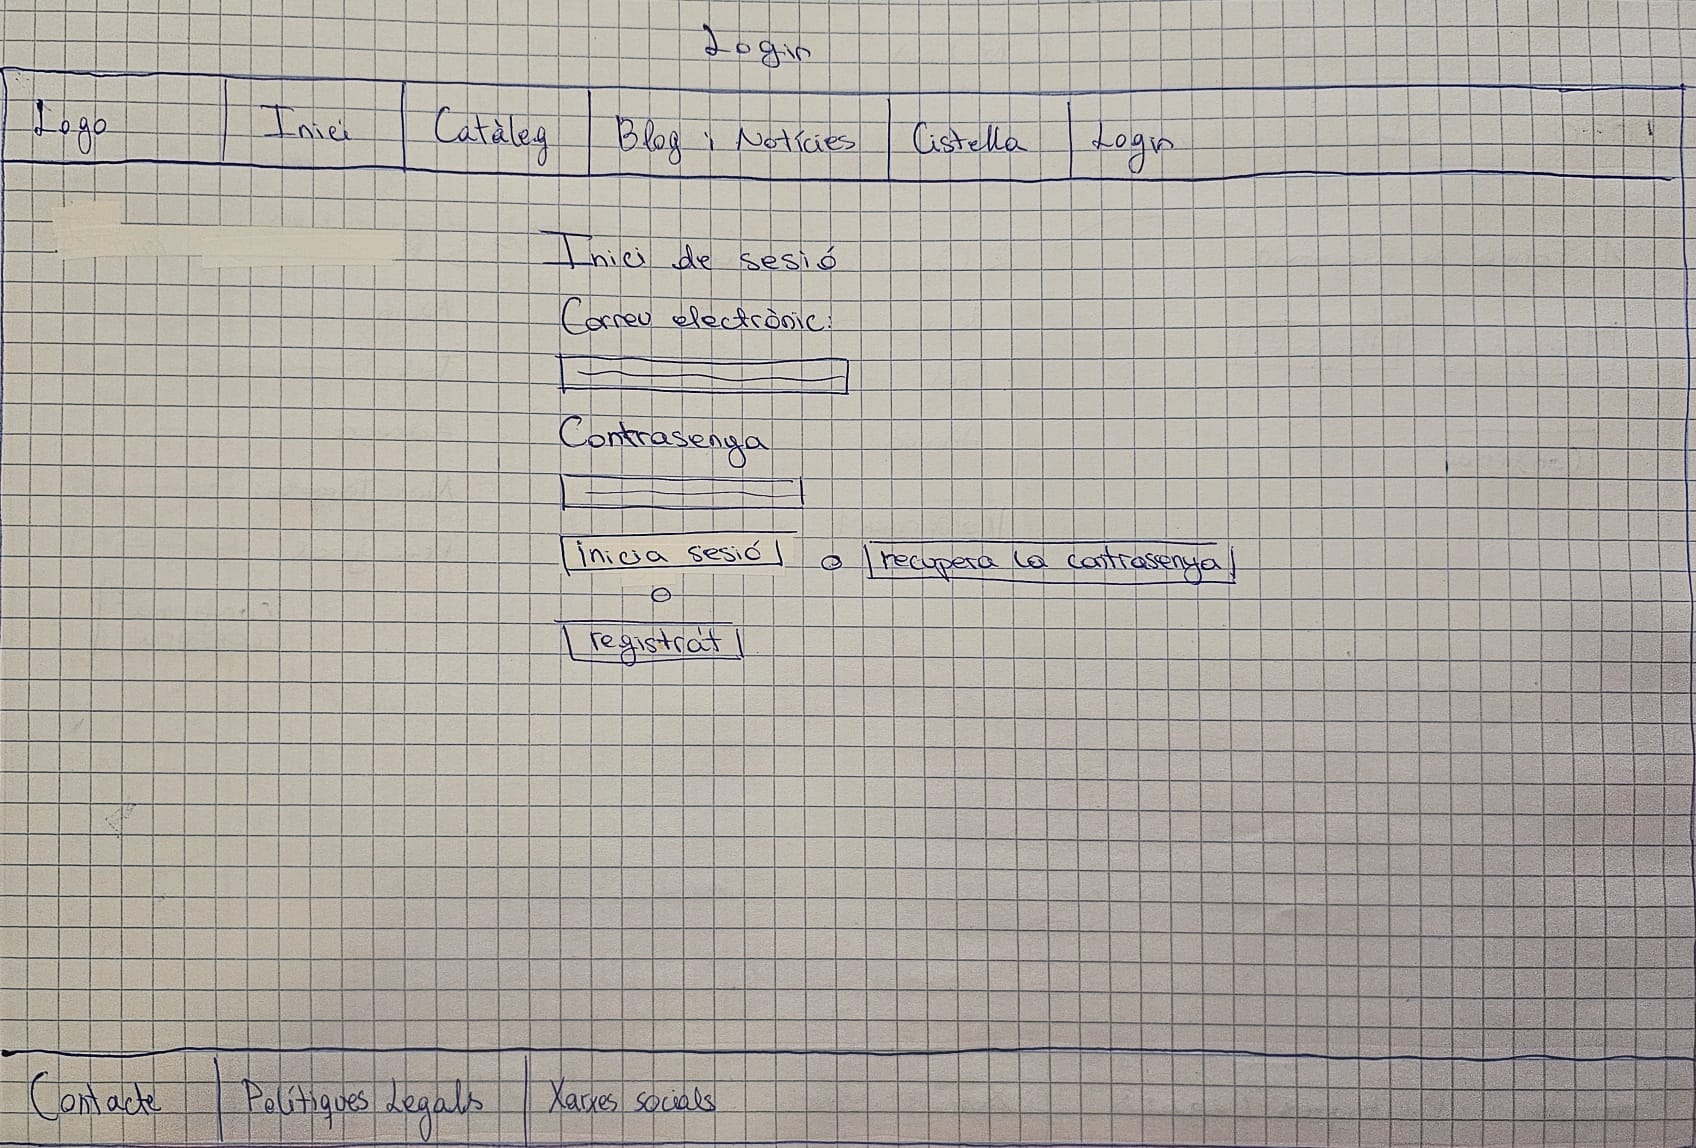 Login
Logo Inici Catàleg Blog i Notícies Cistella Login
Inici de sesió
Correu electrònic:
Contrasenga
inicia sesió o recupera la contrasenya
o
registra't
Contacte Polítiques Legals Xarxes socials